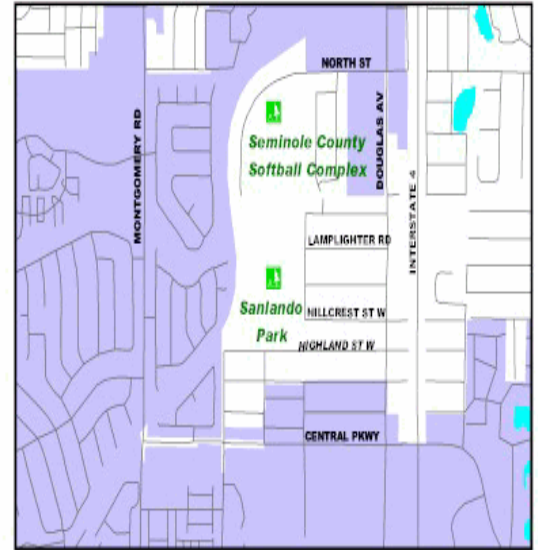 NORTH ST
MONTGOMERY RD
Seminole County
Softball Complex
DOUGLAS AV
INTERSTATE 4
LAMPLIGHTER RD
Sanlando
Park
HILLCREST ST W
HIGHLAND ST W
CENTRAL PKWY